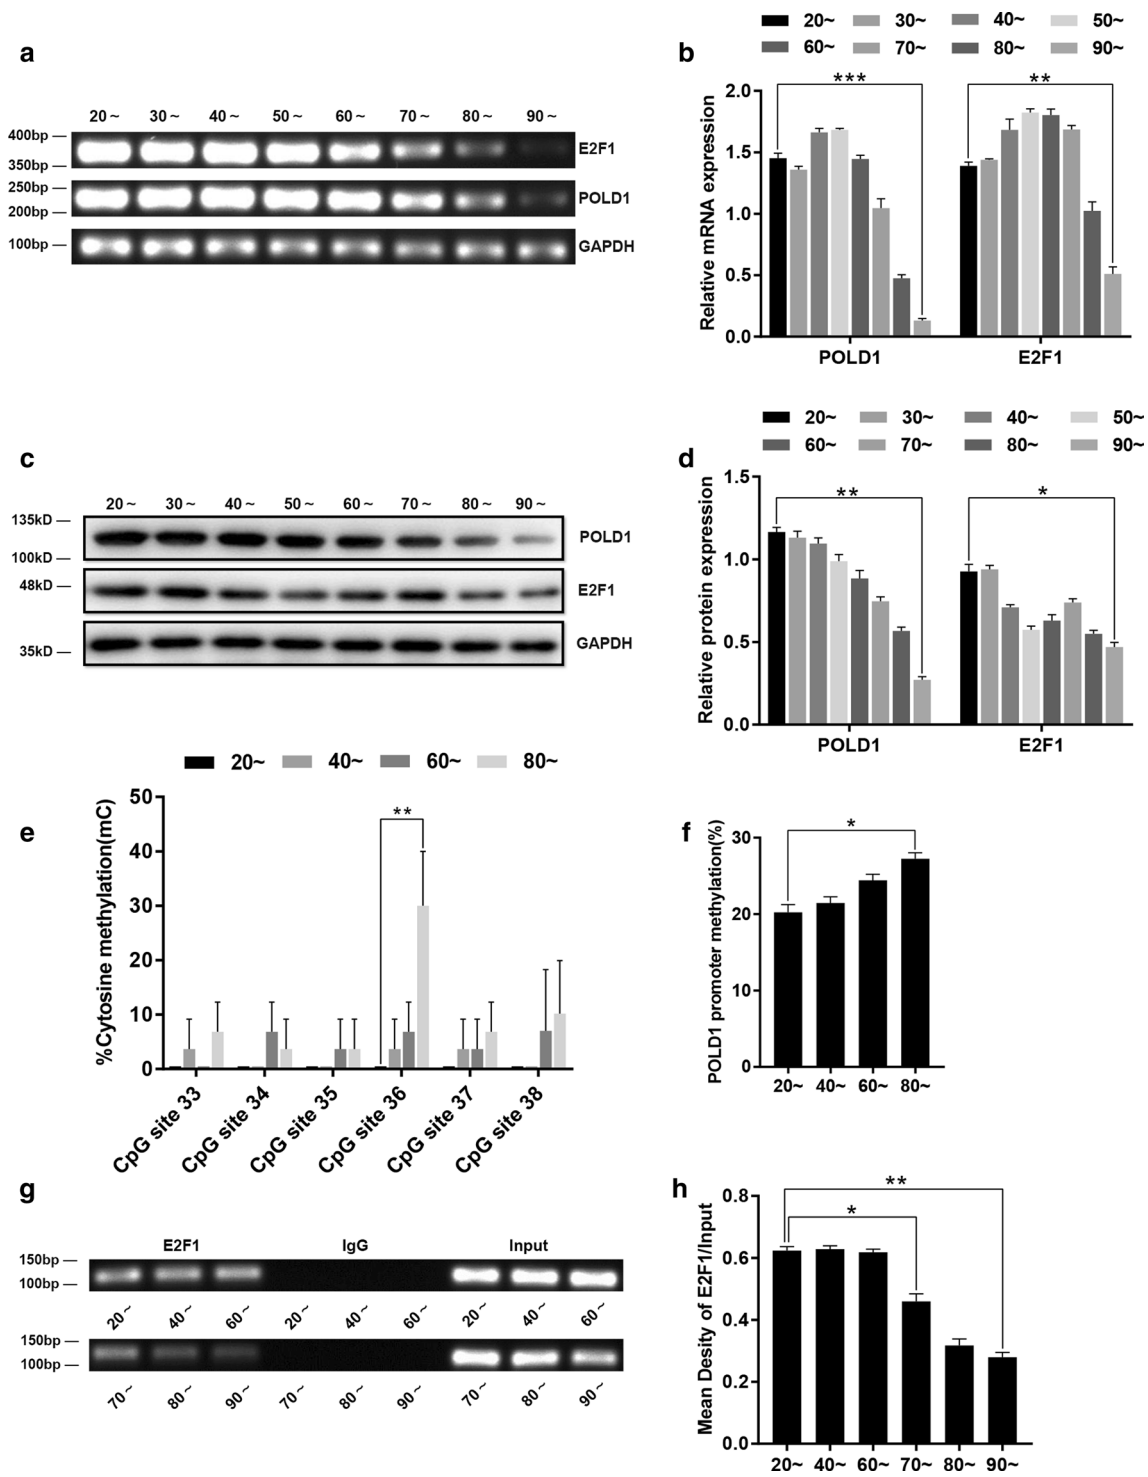 a
20~ 30~ 40~ 50~ 60~ 70~ 80~ 90~
400bp
350bp
E2F1
250bp
200bp
POLD1
100bp
GAPDH
b
20~ 30~ 40~ 50~
60~ 70~ 80~ 90~
Relative mRNA expression
2.0
1.5
1.0
0.5
0.0
*** **
POLD1 E2F1
c
20~ 30~ 40~ 50~ 60~ 70~ 80~ 90~
135kD
100kD
POLD1
48kD
E2F1
35kD
GAPDH
d
20~ 30~ 40~ 50~
60~ 70~ 80~ 90~
Relative protein expression
1.5
1.0
0.5
0.0
** *
POLD1 E2F1
e
20~ 40~ 60~ 80~
%Cytosine methylation(mC)
50
40
30
20
10
0
**
CpG site 33 CpG site 34 CpG site 35 CpG site 36 CpG site 37 CpG site 38
f
POLD1 promoter methylation(%)
30
20
10
0
*
20~ 40~ 60~ 80~
g
E2F1 IgG Input
150bp
100bp
20~ 40~ 60~ 20~ 40~ 60~ 20~ 40~ 60~
150bp
100bp
70~ 80~ 90~ 70~ 80~ 90~ 70~ 80~ 90~
h
Mean Desity of E2F1/Input
0.8
0.6
0.4
0.2
0.0
**
*
20~ 40~ 60~ 70~ 80~ 90~